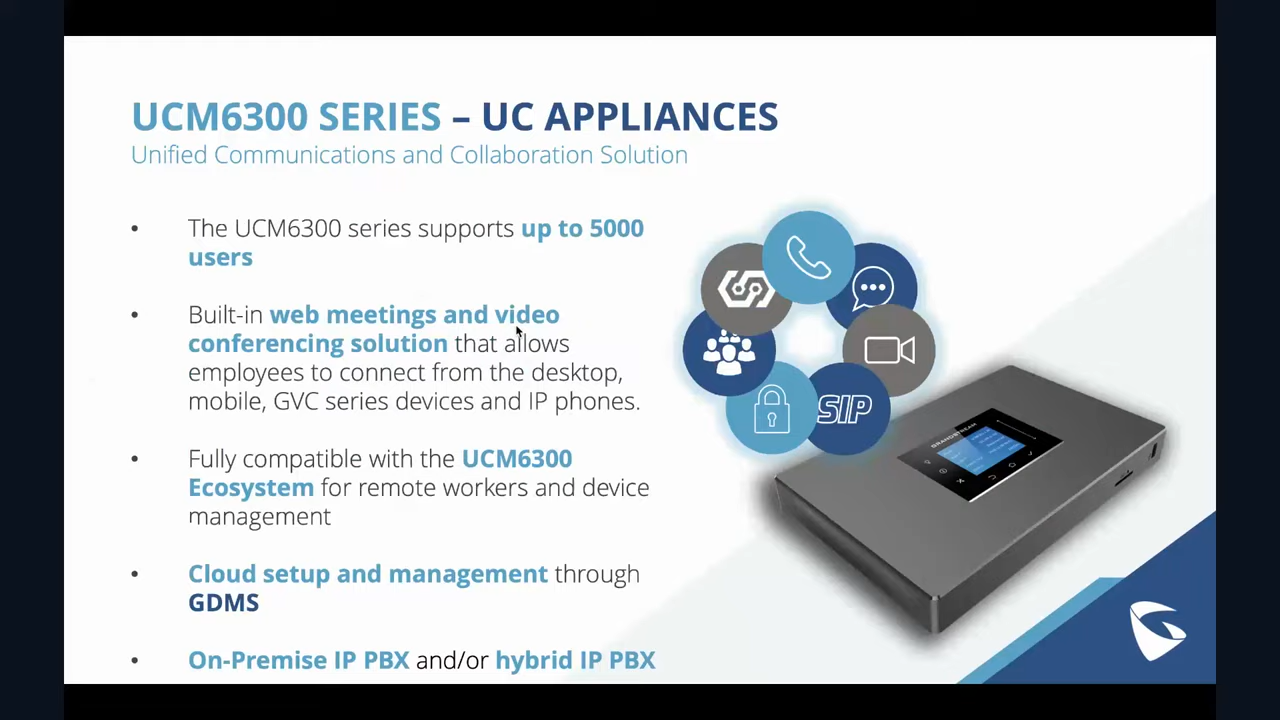 UCM6300 SERIES – UC APPLIANCES
Unified Communications and Collaboration Solution
• The UCM6300 series supports up to 5000
users
• Built-in web meetings and video
conferencing solution that allows
employees to connect from the desktop,
mobile, GVC series devices and IP phones.
• Fully compatible with the UCM6300
Ecosystem for remote workers and device
management
• Cloud setup and management through
GDMS
• On-Premise IP PBX and/or hybrid IP PBX
SIP
GRANDSTREAM